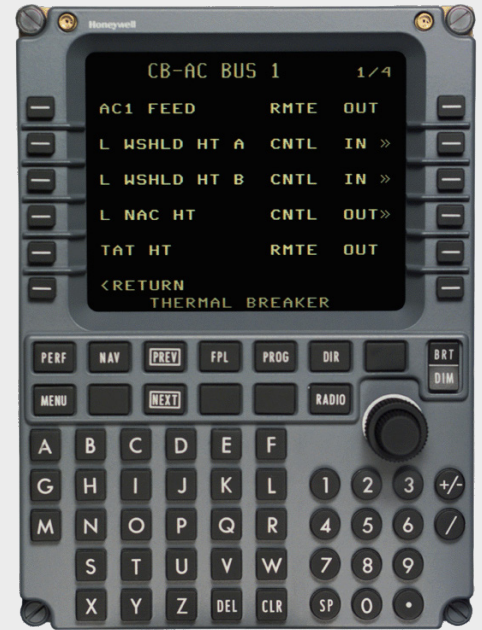 Honeywell
CB-AC BUS 1 1/4
AC1 FEED RMTE OUT
L WSHLD HT A CNTL IN »
L WSHLD HT B CNTL IN »
L NAC HT CNTL OUT»
TAT HT RMTE OUT
<RETURN
THERMAL BREAKER
PERF NAV PREV FPL PROG DIR BRT
DIM
MENU NEXT RADIO
A B C D E F
G H I J K L 1 2 3 +/-
M N O P Q R 4 5 6 /
S T U V W 7 8 9
X Y Z DEL CLR SP 0 •